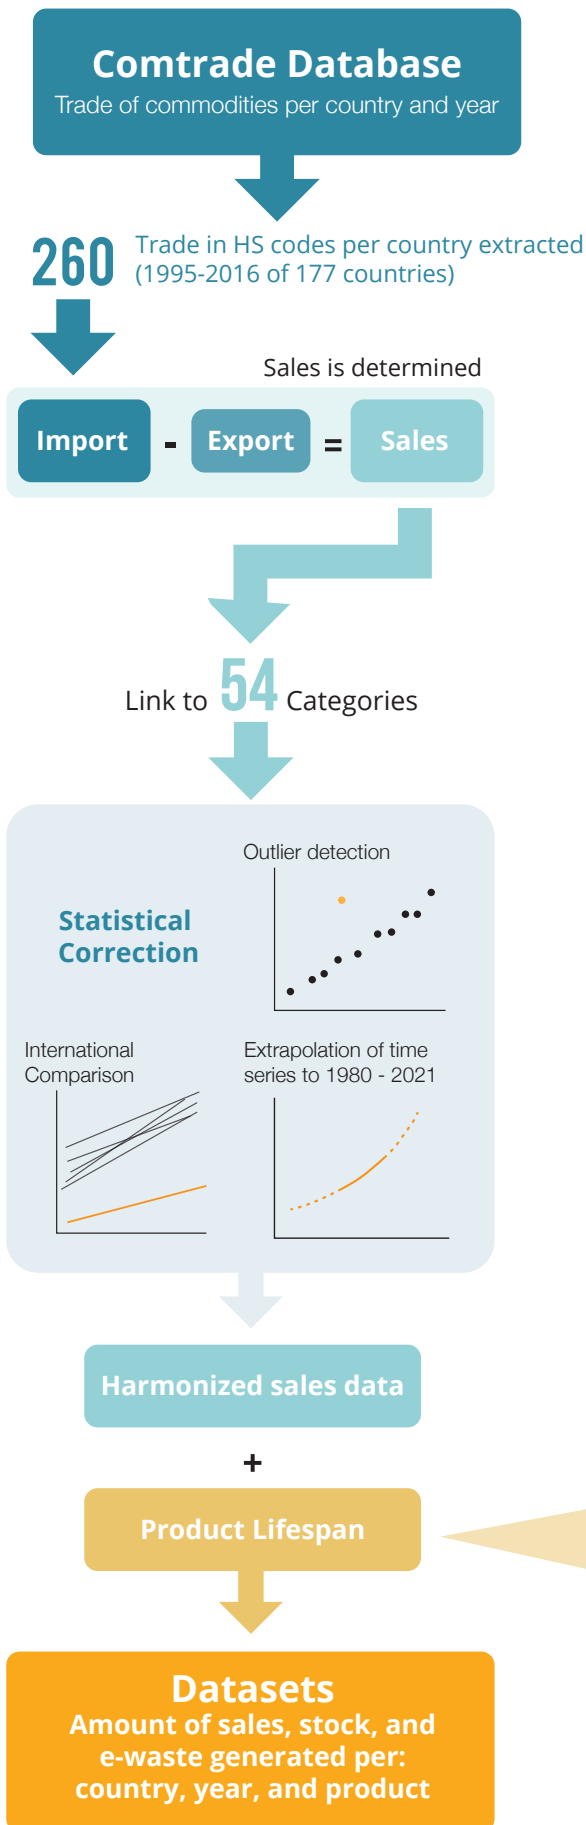 Comtrade Database
Trade of commodities per country and year
260
Trade in HS codes per country extracted
(1995-2016 of 177 countries)
Sales is determined
Import - Export = Sales
Link to 54 Categories
Outlier detection
Statistical
Correction
International
Comparison
Extrapolation of time
series to 1980 - 2021
Harmonized sales data
+
Product Lifespan
Datasets
Amount of sales, stock, and
e-waste generated per:
country, year, and product